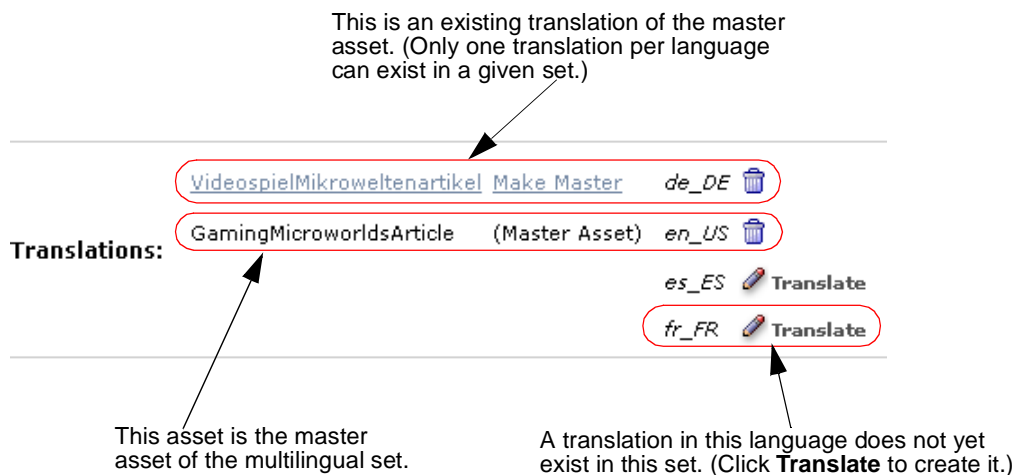 This is an existing translation of the master
asset. (Only one translation per language
can exist in a given set.)
VideospielMikroweltenartikel Make Master de_DE
Translations:
GamingMicroworldsArticle (Master Asset) en_US
es_ES Translate
fr_FR Translate
This asset is the master
asset of the multilingual set.
A translation in this language does not yet
exist in this set. (Click Translate to create it.)